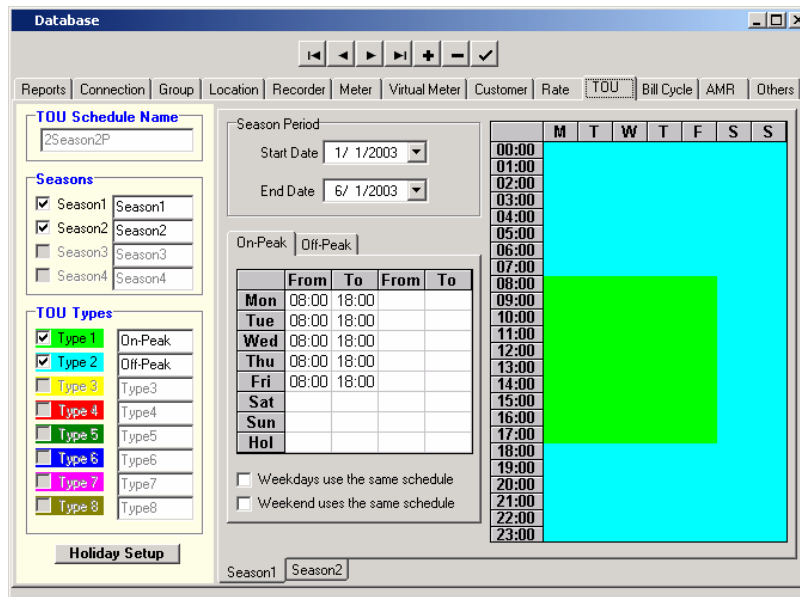 Database
Reports Connection Group Location Recorder Meter Virtual Meter Customer Rate TOU Bill Cycle AMR Others
TOU Schedule Name
2Season2P
Seasons
Season1 Season1
Season2 Season2
Season3 Season3
Season4 Season4
TOU Types
Type 1 On-Peak
Type 2 Off-Peak
Type 3 Type3
Type 4 Type4
Type 5 Type5
Type 6 Type6
Type 7 Type7
Type 8 Type8
Holiday Setup
Season Period
Start Date 1/ 1/2003
End Date 6/ 1/2003
On-Peak Off-Peak
From To From To
Mon 08:00 18:00
Tue 08:00 18:00
Wed 08:00 18:00
Thu 08:00 18:00
Fri 08:00 18:00
Sat
Sun
Hol
Weekdays use the same schedule
Weekend uses the same schedule
Season1 Season2
M T W T F S S
00:00
01:00
02:00
03:00
04:00
05:00
06:00
07:00
08:00
09:00
10:00
11:00
12:00
13:00
14:00
15:00
16:00
17:00
18:00
19:00
20:00
21:00
22:00
23:00